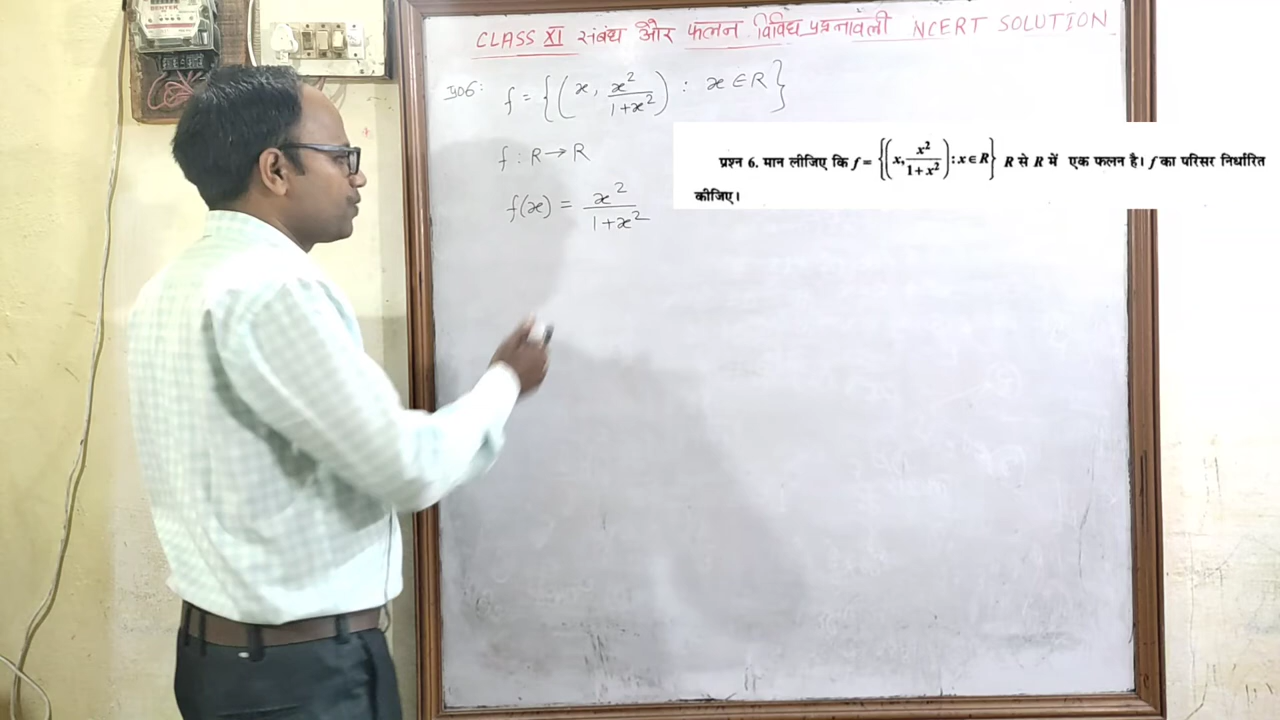 CLASS XI संबंध और फलन विविध प्रश्नावली NCERT SOLUTION
प्र06: f = {(x, x²/1+x²) : x ∈ R}
f : R → R
प्रश्न 6. मान लीजिए कि f = {(x, x²/1+x²) : x ∈ R} R से R में एक फलन है। f का परिसर निर्धारित
कीजिए।
f(x) = x²/1+x²